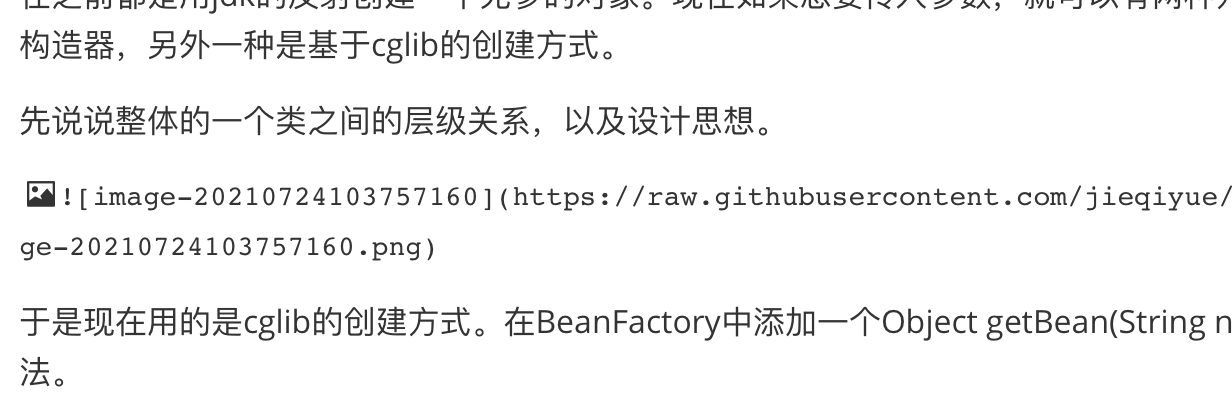 构造器，另外一种是基于cglib的创建方式。
先说说整体的一个类之间的层级关系，以及设计思想。
![image-20210724103757160](https://raw.githubusercontent.com/jieqiyue/
ge-20210724103757160.png)
于是现在用的是cglib的创建方式。在BeanFactory中添加一个Object getBean(String n
法。